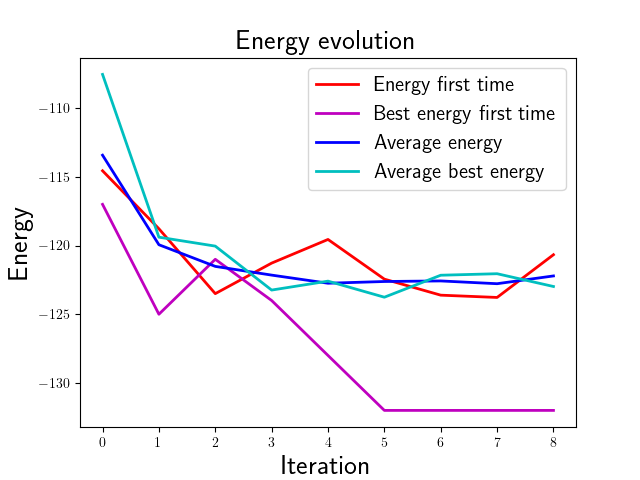 Energy evolution
Energy first time
Best energy first time
Average energy
Average best energy
Energy
−110
−115
−120
−125
−130
0 1 2 3 4 5 6 7 8
Iteration